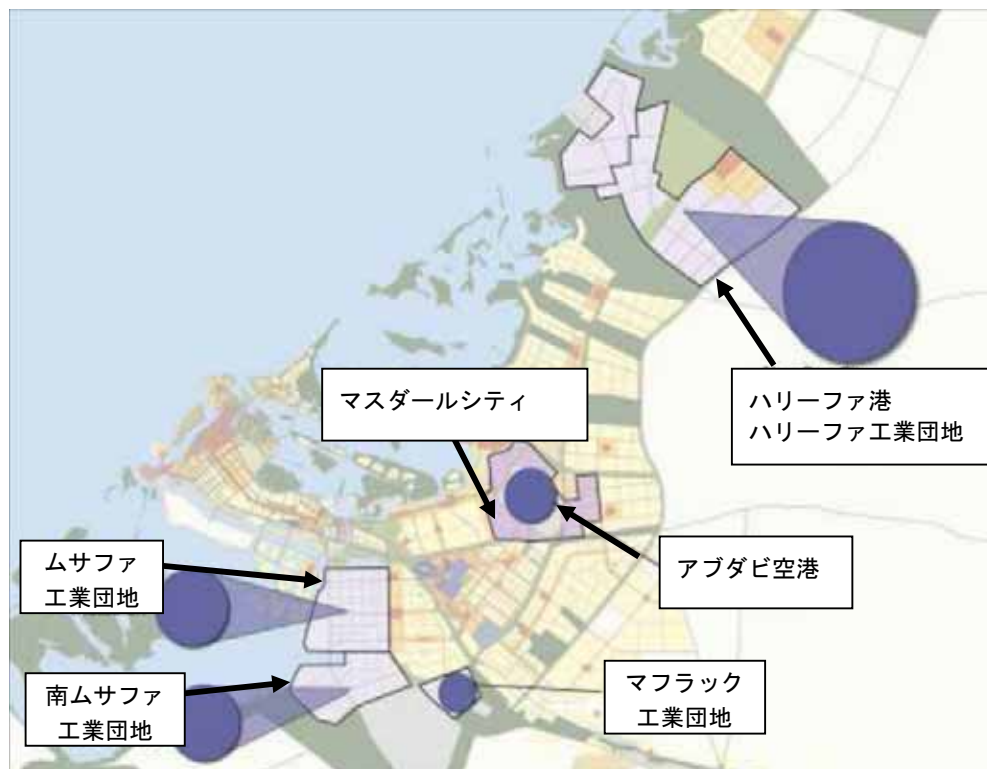 マスダールシティ
ハリーファ港
ハリーファ工業団地
ムサファ
工業団地
アブダビ空港
南ムサファ
工業団地
マフラック
工業団地